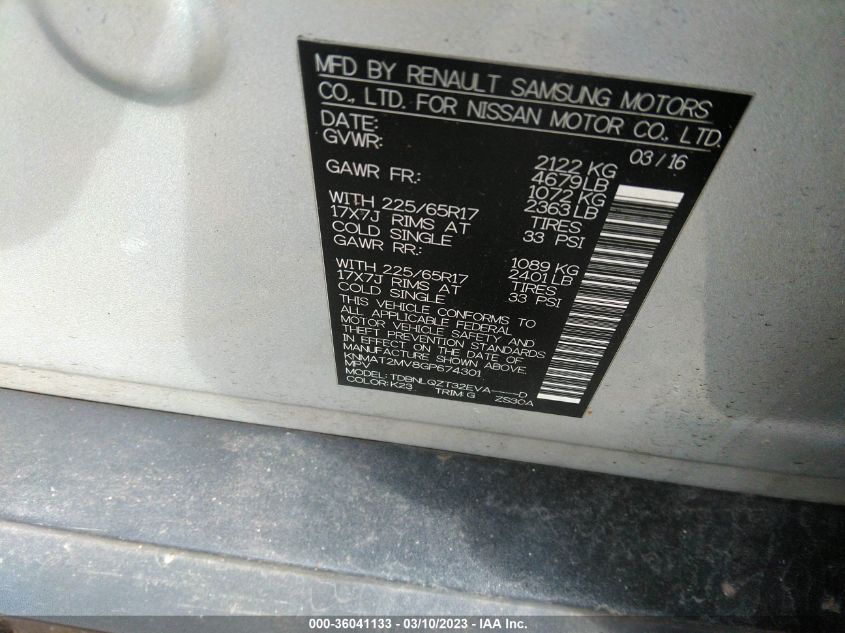 MFD BY RENAULT SAMSUNG MOTORS
CO., LTD. FOR NISSAN MOTOR CO., LTD.
DATE: 03/16
GVWR: 2122 KG
4679 LB
GAWR FR: 1072 KG
2363 LB
WITH 225/65R17 TIRES
17X7J RIMS AT 33 PSI
COLD SINGLE
GAWR RR.: 1089 KG
2401 LB
WITH 225/65R17 TIRES
17X7J RIMS AT 33 PSI
COLD SINGLE
THIS VEHICLE CONFORMS TO
ALL APPLICABLE FEDERAL
MOTOR VEHICLE SAFETY AND
THEFT PREVENTION STANDARDS
IN EFFECT ON THE DATE OF
MANUFACTURE SHOWN ABOVE.
KNMAT2MV8GP674301
MPV
MODEL: TDBNLQZT32EVA----D
COLOR: K23 TRIM: G ZS30A
000-36041133 - 03/10/2023 - IAA Inc.